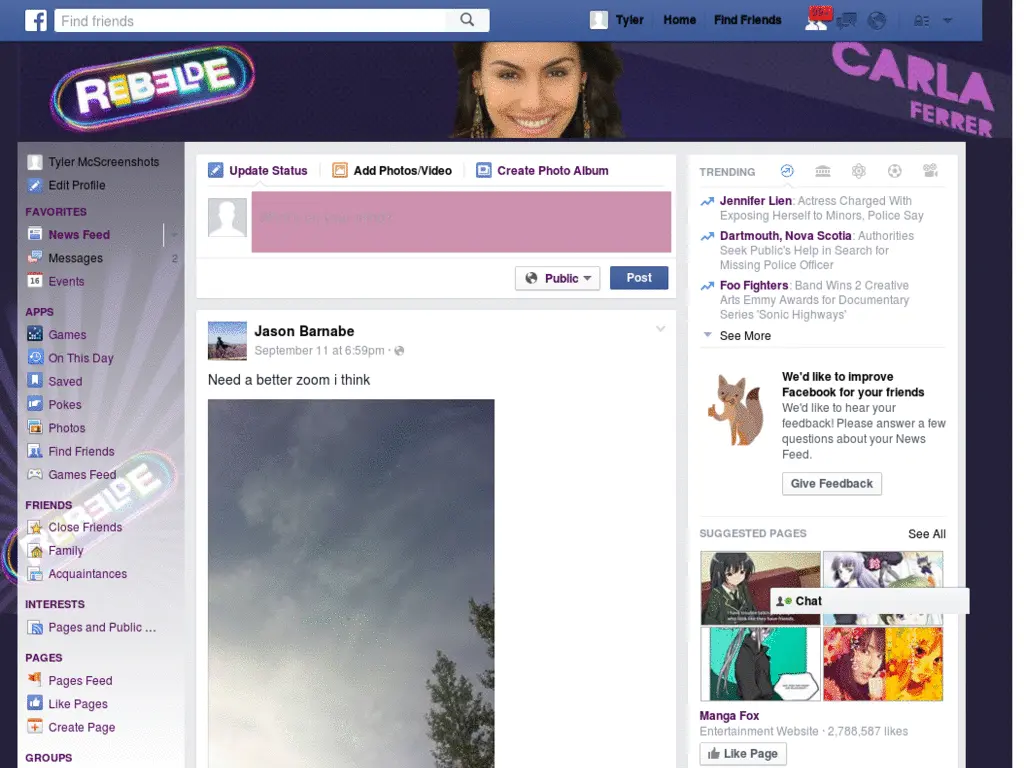 Find friends
Tyler
Home
Find Friends
REBELDE
CARLA
FERRER
Tyler McScreenshots
Edit Profile
FAVORITES
News Feed
Messages
2
16
Events
APPS
Games
On This Day
Saved
Pokes
Photos
Find Friends
Games Feed
REBELDE
FRIENDS
Close Friends
Family
Acquaintances
INTERESTS
Pages and Public ...
PAGES
Pages Feed
Like Pages
Create Page
GROUPS
Update Status
Add Photos/Video
Create Photo Album
Public
Post
Jason Barnabe
September 11 at 6:59pm ·
Need a better zoom i think
TRENDING
Jennifer Lien: Actress Charged With
Exposing Herself to Minors, Police Say
Dartmouth, Nova Scotia: Authorities
Seek Public's Help in Search for
Missing Police Officer
Foo Fighters: Band Wins 2 Creative
Arts Emmy Awards for Documentary
Series 'Sonic Highways'
See More
We'd like to improve
Facebook for your friends
We'd like to hear your
feedback! Please answer a few
questions about your News
Feed.
Give Feedback
SUGGESTED PAGES
See All
Chat
Manga Fox
Entertainment Website · 2,788,587 likes
Like Page